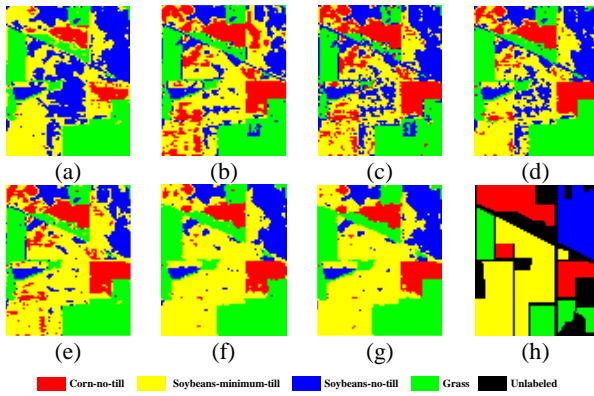 (a) (b) (c) (d)
(e) (f) (g) (h)
Corn-no-till Soybeans-minimum-till Soybeans-no-till Grass Unlabeled